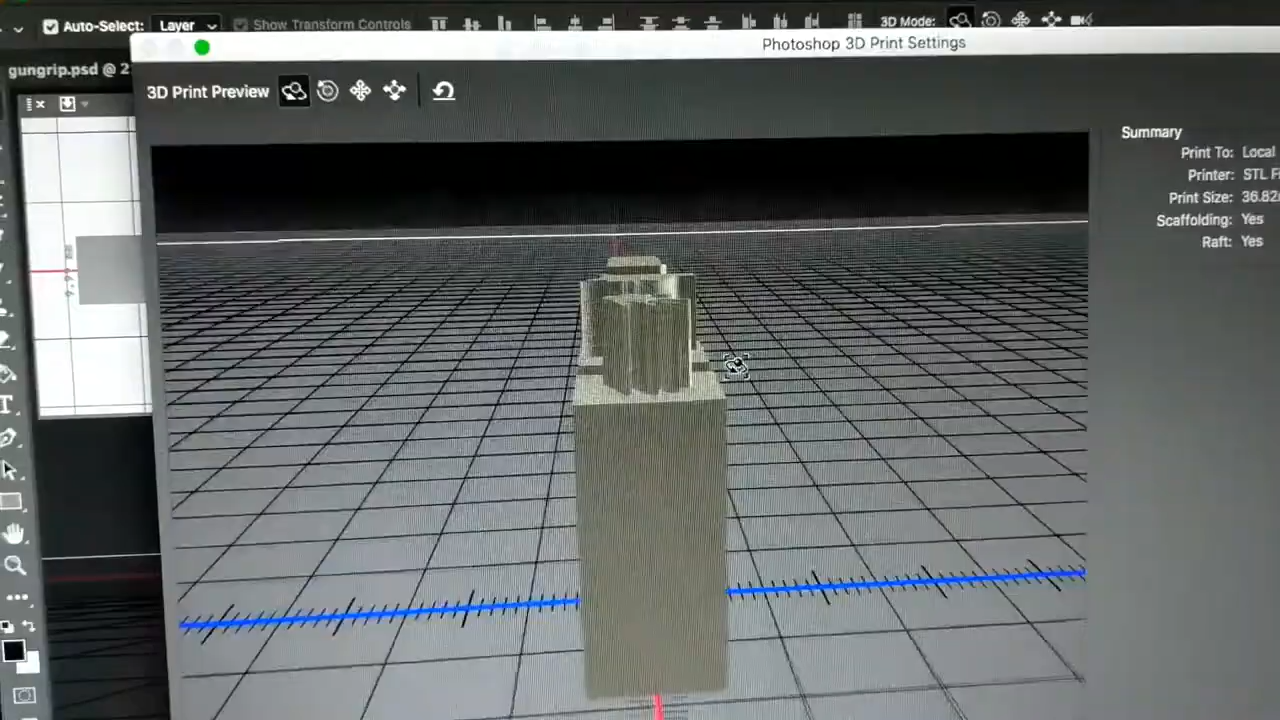 Auto-Select: Layer Show Transform Controls 3D Mode:
Photoshop 3D Print Settings
gungrip.psd @ 2
3D Print Preview
Summary
Print To: Local
Printer: STL Fi
Print Size: 36.82
Scaffolding: Yes
Raft: Yes